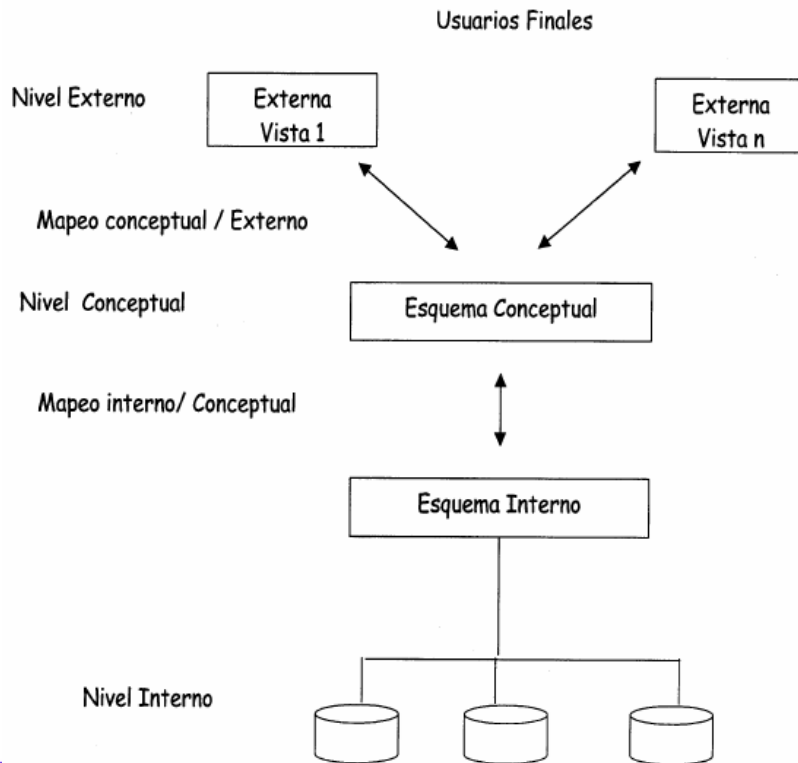 Usuarios Finales
Nivel Externo
Externa
Vista 1
Externa
Vista n
Mapeo conceptual / Externo
Nivel Conceptual
Esquema Conceptual
Mapeo interno/ Conceptual
Esquema Interno
Nivel Interno